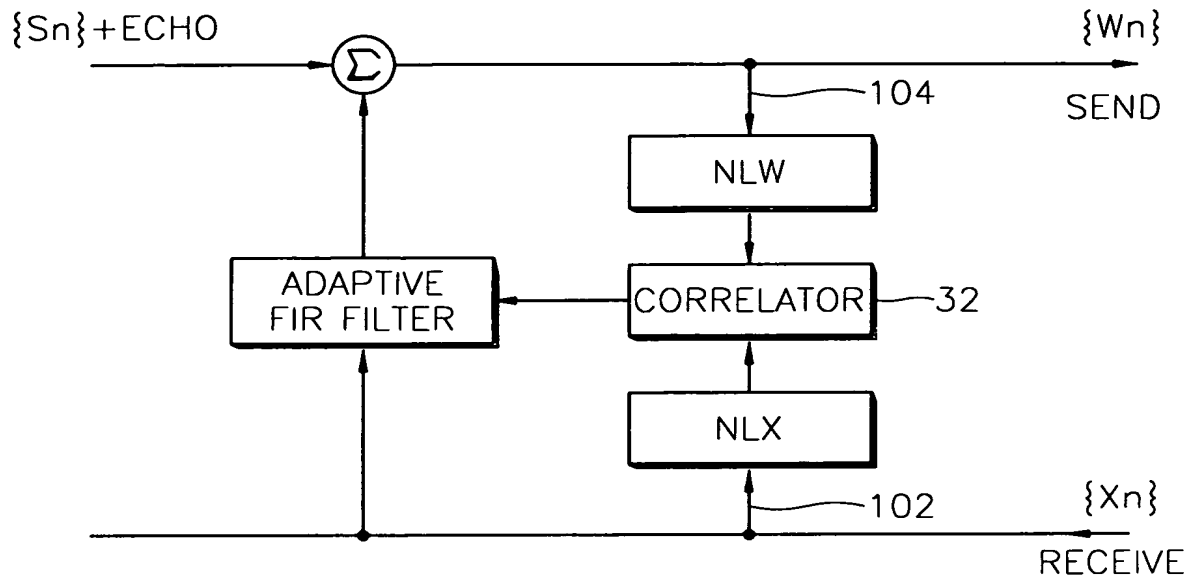 {Sn}+ECHO
{Wn}
Σ
104
SEND
NLW
ADAPTIVE
FIR FILTER
CORRELATOR
32
NLX
102
{Xn}
RECEIVE